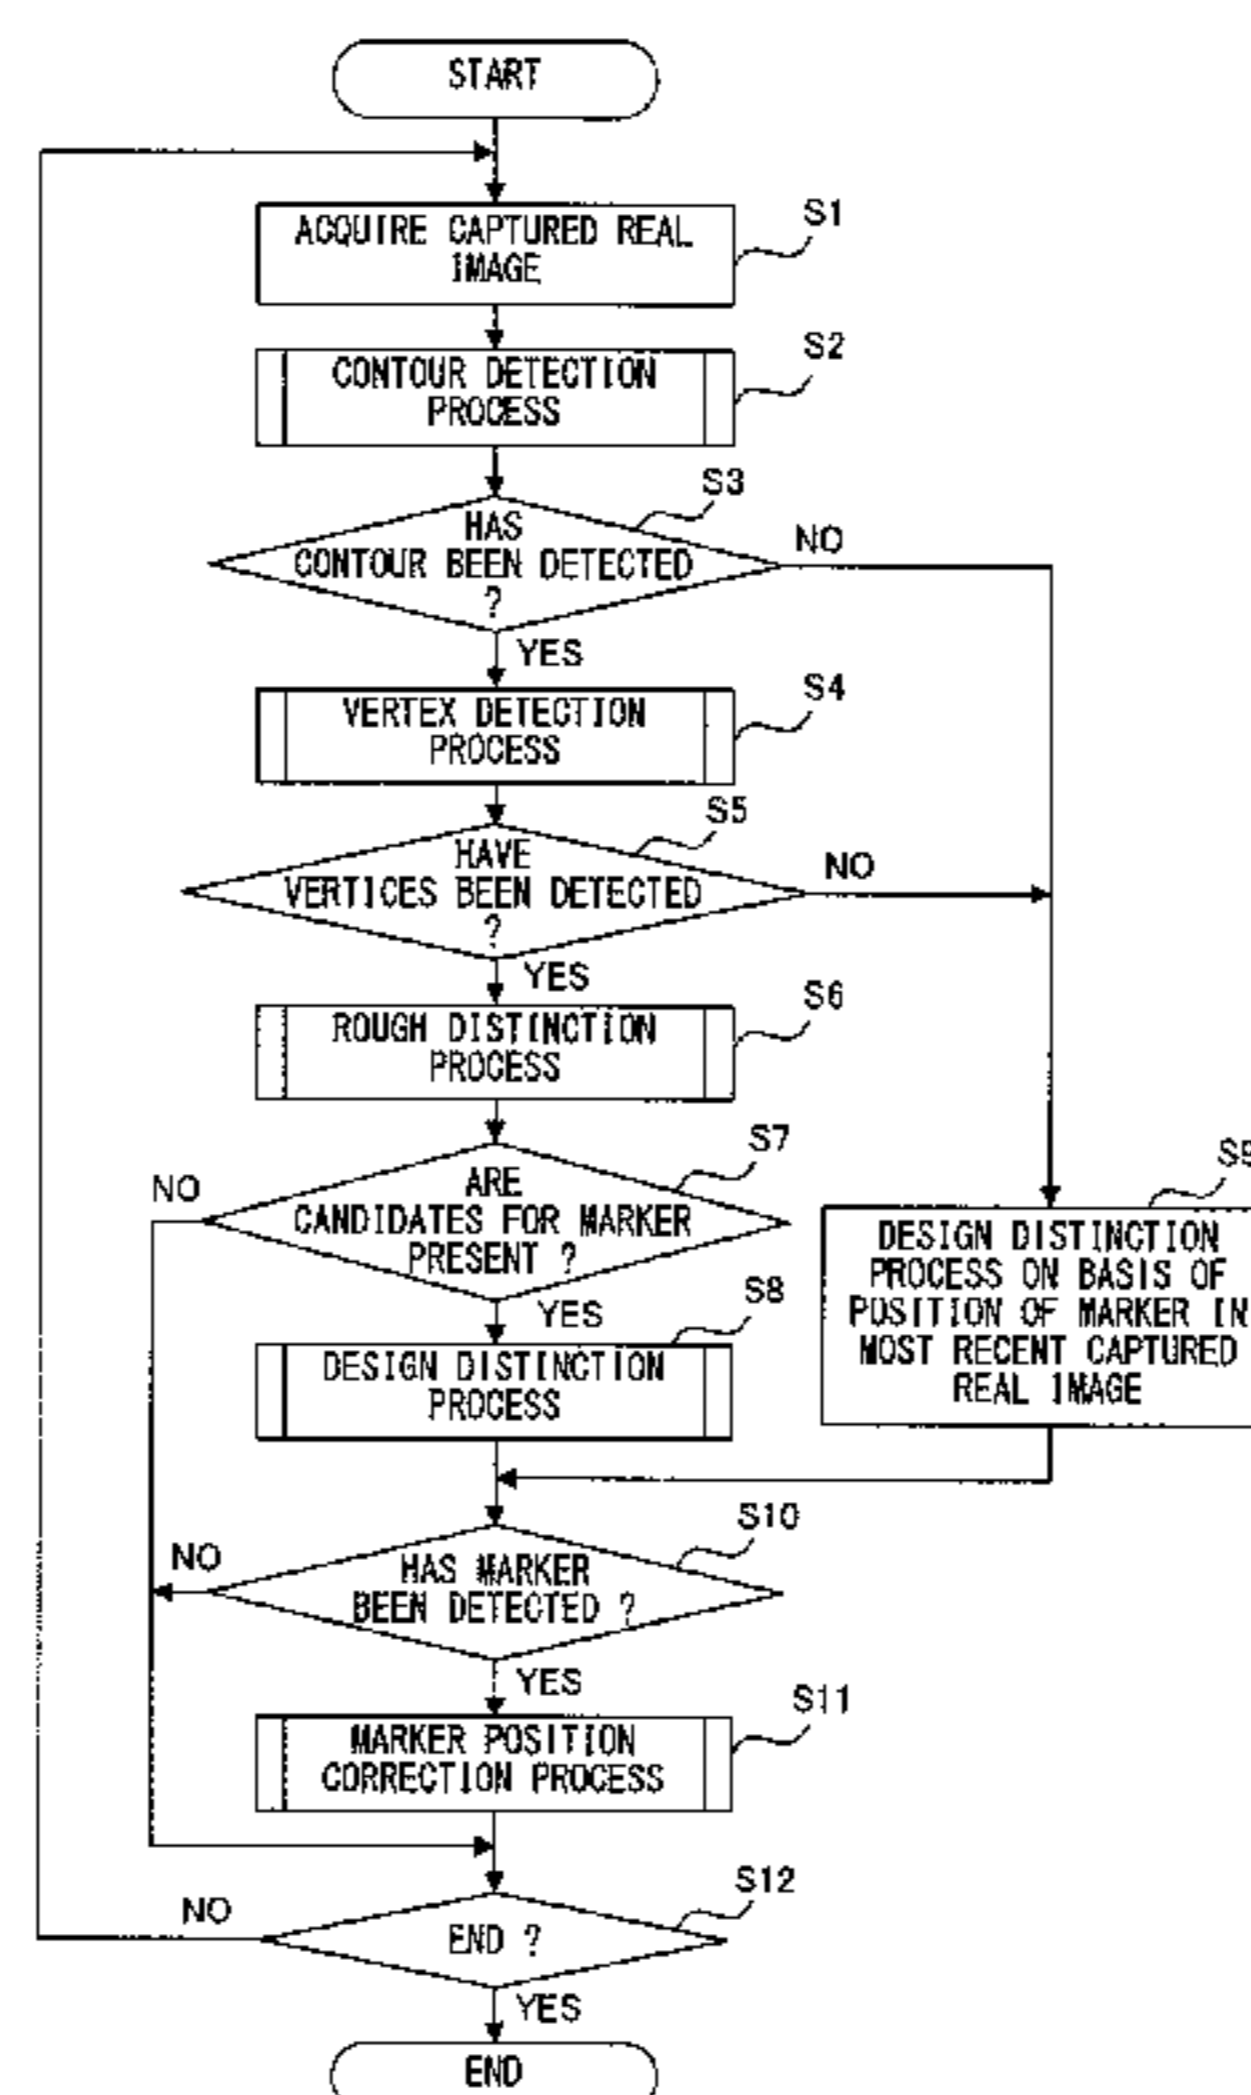 START
ACQUIRE CAPTURED REAL
IMAGE
S1
CONTOUR DETECTION
PROCESS
S2
HAS
CONTOUR BEEN DETECTED
?
S3
NO
YES
VERTEX DETECTION
PROCESS
S4
HAVE
VERTICES BEEN DETECTED
?
S5
NO
YES
ROUGH DISTINCTION
PROCESS
S6
ARE
CANDIDATES FOR MARKER
PRESENT ?
S7
NO
YES
DESIGN DISTINCTION
PROCESS
S8
DESIGN DISTINCTION
PROCESS ON BASIS OF
POSITION OF MARKER IN
MOST RECENT CAPTURED
REAL IMAGE
S9
HAS MARKER
BEEN DETECTED ?
S10
NO
YES
MARKER POSITION
CORRECTION PROCESS
S11
END ?
S12
NO
YES
END